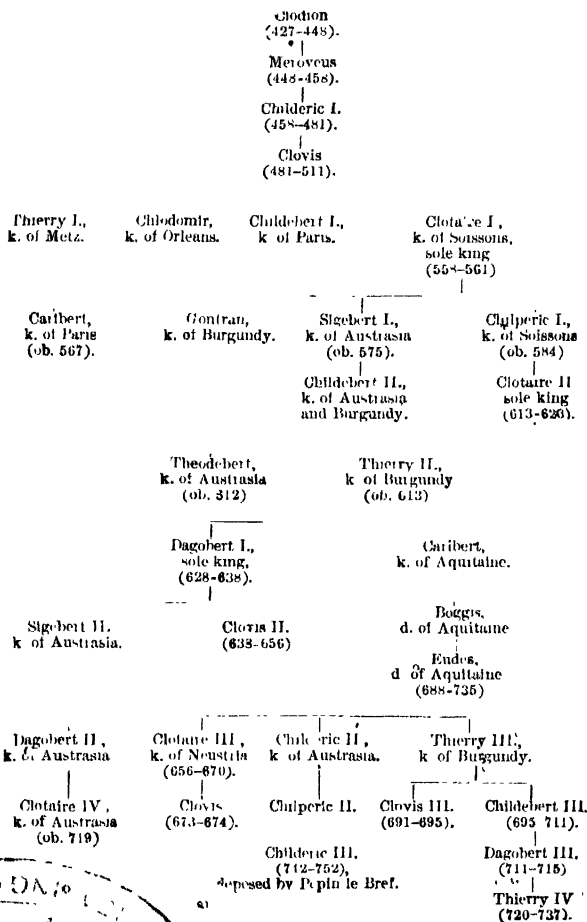 Clodion
(427-448).
Meroveus
(448-458).
Childeric I.
(458-481).
Clovis
(481-511).
Thierry I.,
k. of Metz.
Chlodomir,
k. of Orleans.
Childebert I.,
k of Paris.
Clotaire I,
k. of Soissons,
sole king
(558-561)
Caribert,
k. of Paris
(ob. 567).
Gontran,
k. of Burgundy.
Sigebert I.,
k. of Austrasia
(ob. 575).
Chilperic I.,
k. of Soissons
(ob. 584)
Childebert II.,
k. of Austrasia
and Burgundy.
Clotaire II
sole king
(613-628).
Theodebert,
k. of Austrasia
(ob. 612)
Thierry II.,
k of Burgundy
(ob. 613)
Dagobert I.,
sole king,
(628-638).
Caribert,
k. of Aquitaine.
Sigebert II.
k of Austrasia.
Clovis II.
(638-656)
Boggis,
d. of Aquitaine
Eudes,
d of Aquitaine
(688-735)
Dagobert II,
k. of Austrasia
Clotaire III,
k. of Neustria
(656-670).
Childeric II,
k of Austrasia.
Thierry III,
k of Burgundy.
Clotaire IV,
k. of Austrasia
(ob. 719)
Clovis
(673-674).
Chilperic II.
Clovis III.
(691-695).
Childebert III.
(695 711).
Childeric III.
(742-752),
deposed by Pepin le Bref.
Dagobert III.
(711-715)
Thierry IV
(720-737).